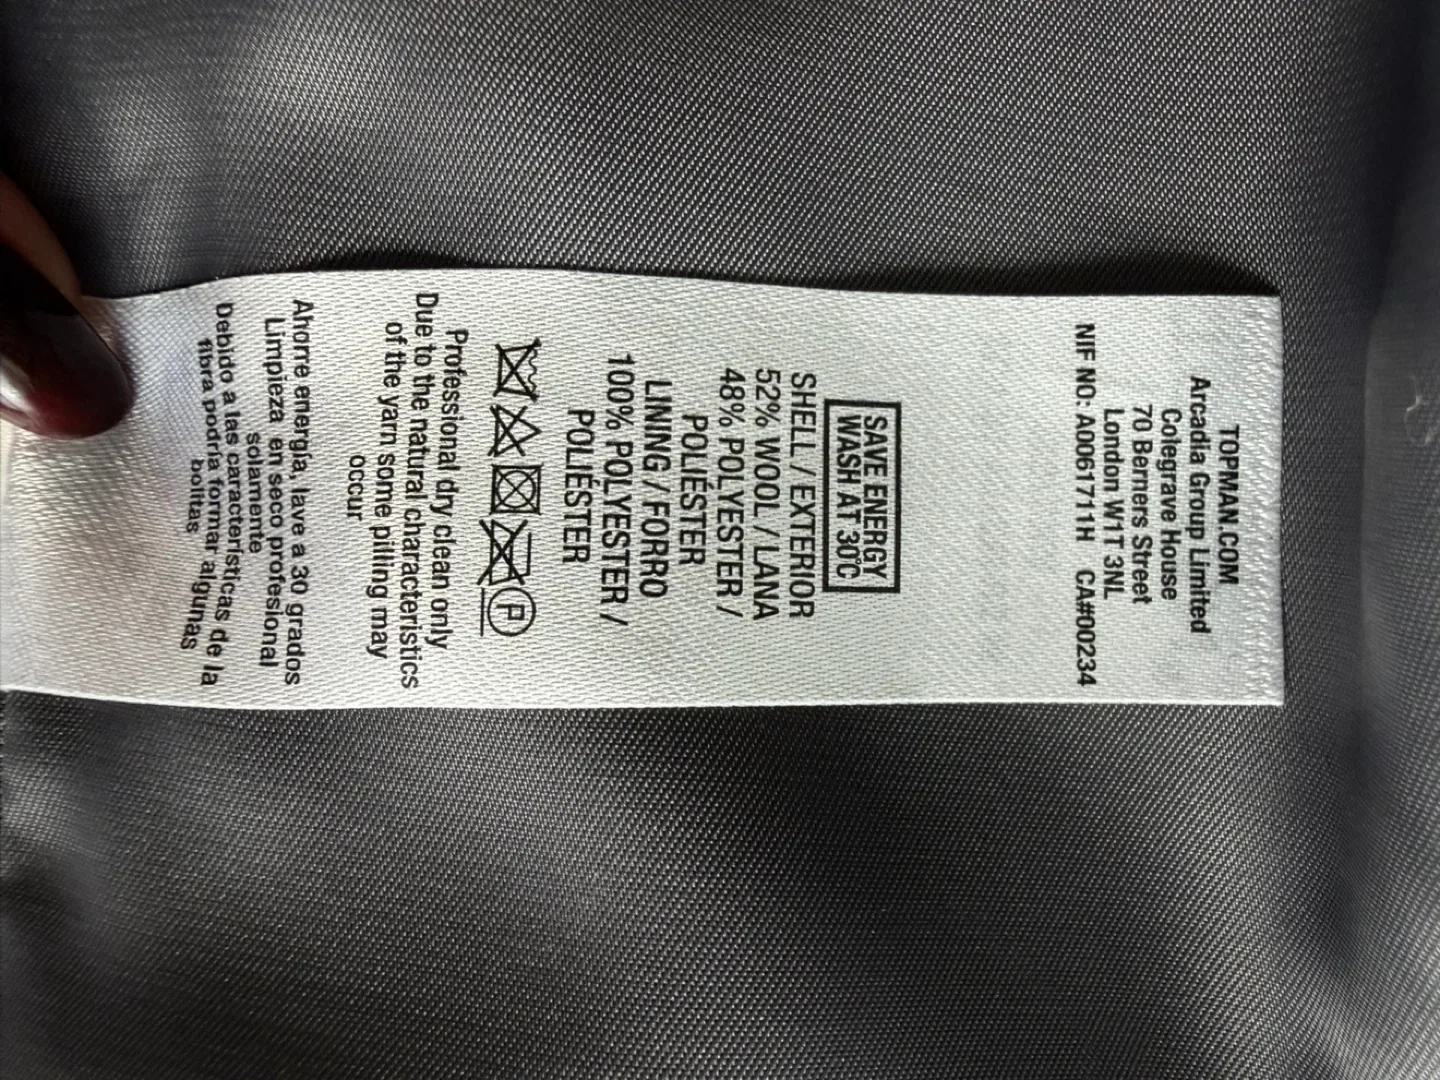 TOPMAN.COM
Arcadia Group Limited
Colegrave House
70 Berners Street
London W1T 3NL
NIF NO: A0061711H CA#00234
SAVE ENERGY
WASH AT 30°C
SHELL / EXTERIOR
52% WOOL / LANA
48% POLYESTER /
POLIÉSTER
LINING / FORRO
100% POLYESTER /
POLIÉSTER
P
Professional dry clean only
Due to the natural characteristics
of the yarn some pilling may
occur
Ahorre energía, lave a 30 grados
Limpieza en seco profesional
solamente
Debido a las características de la
fibra podría formar algunas
bolitas